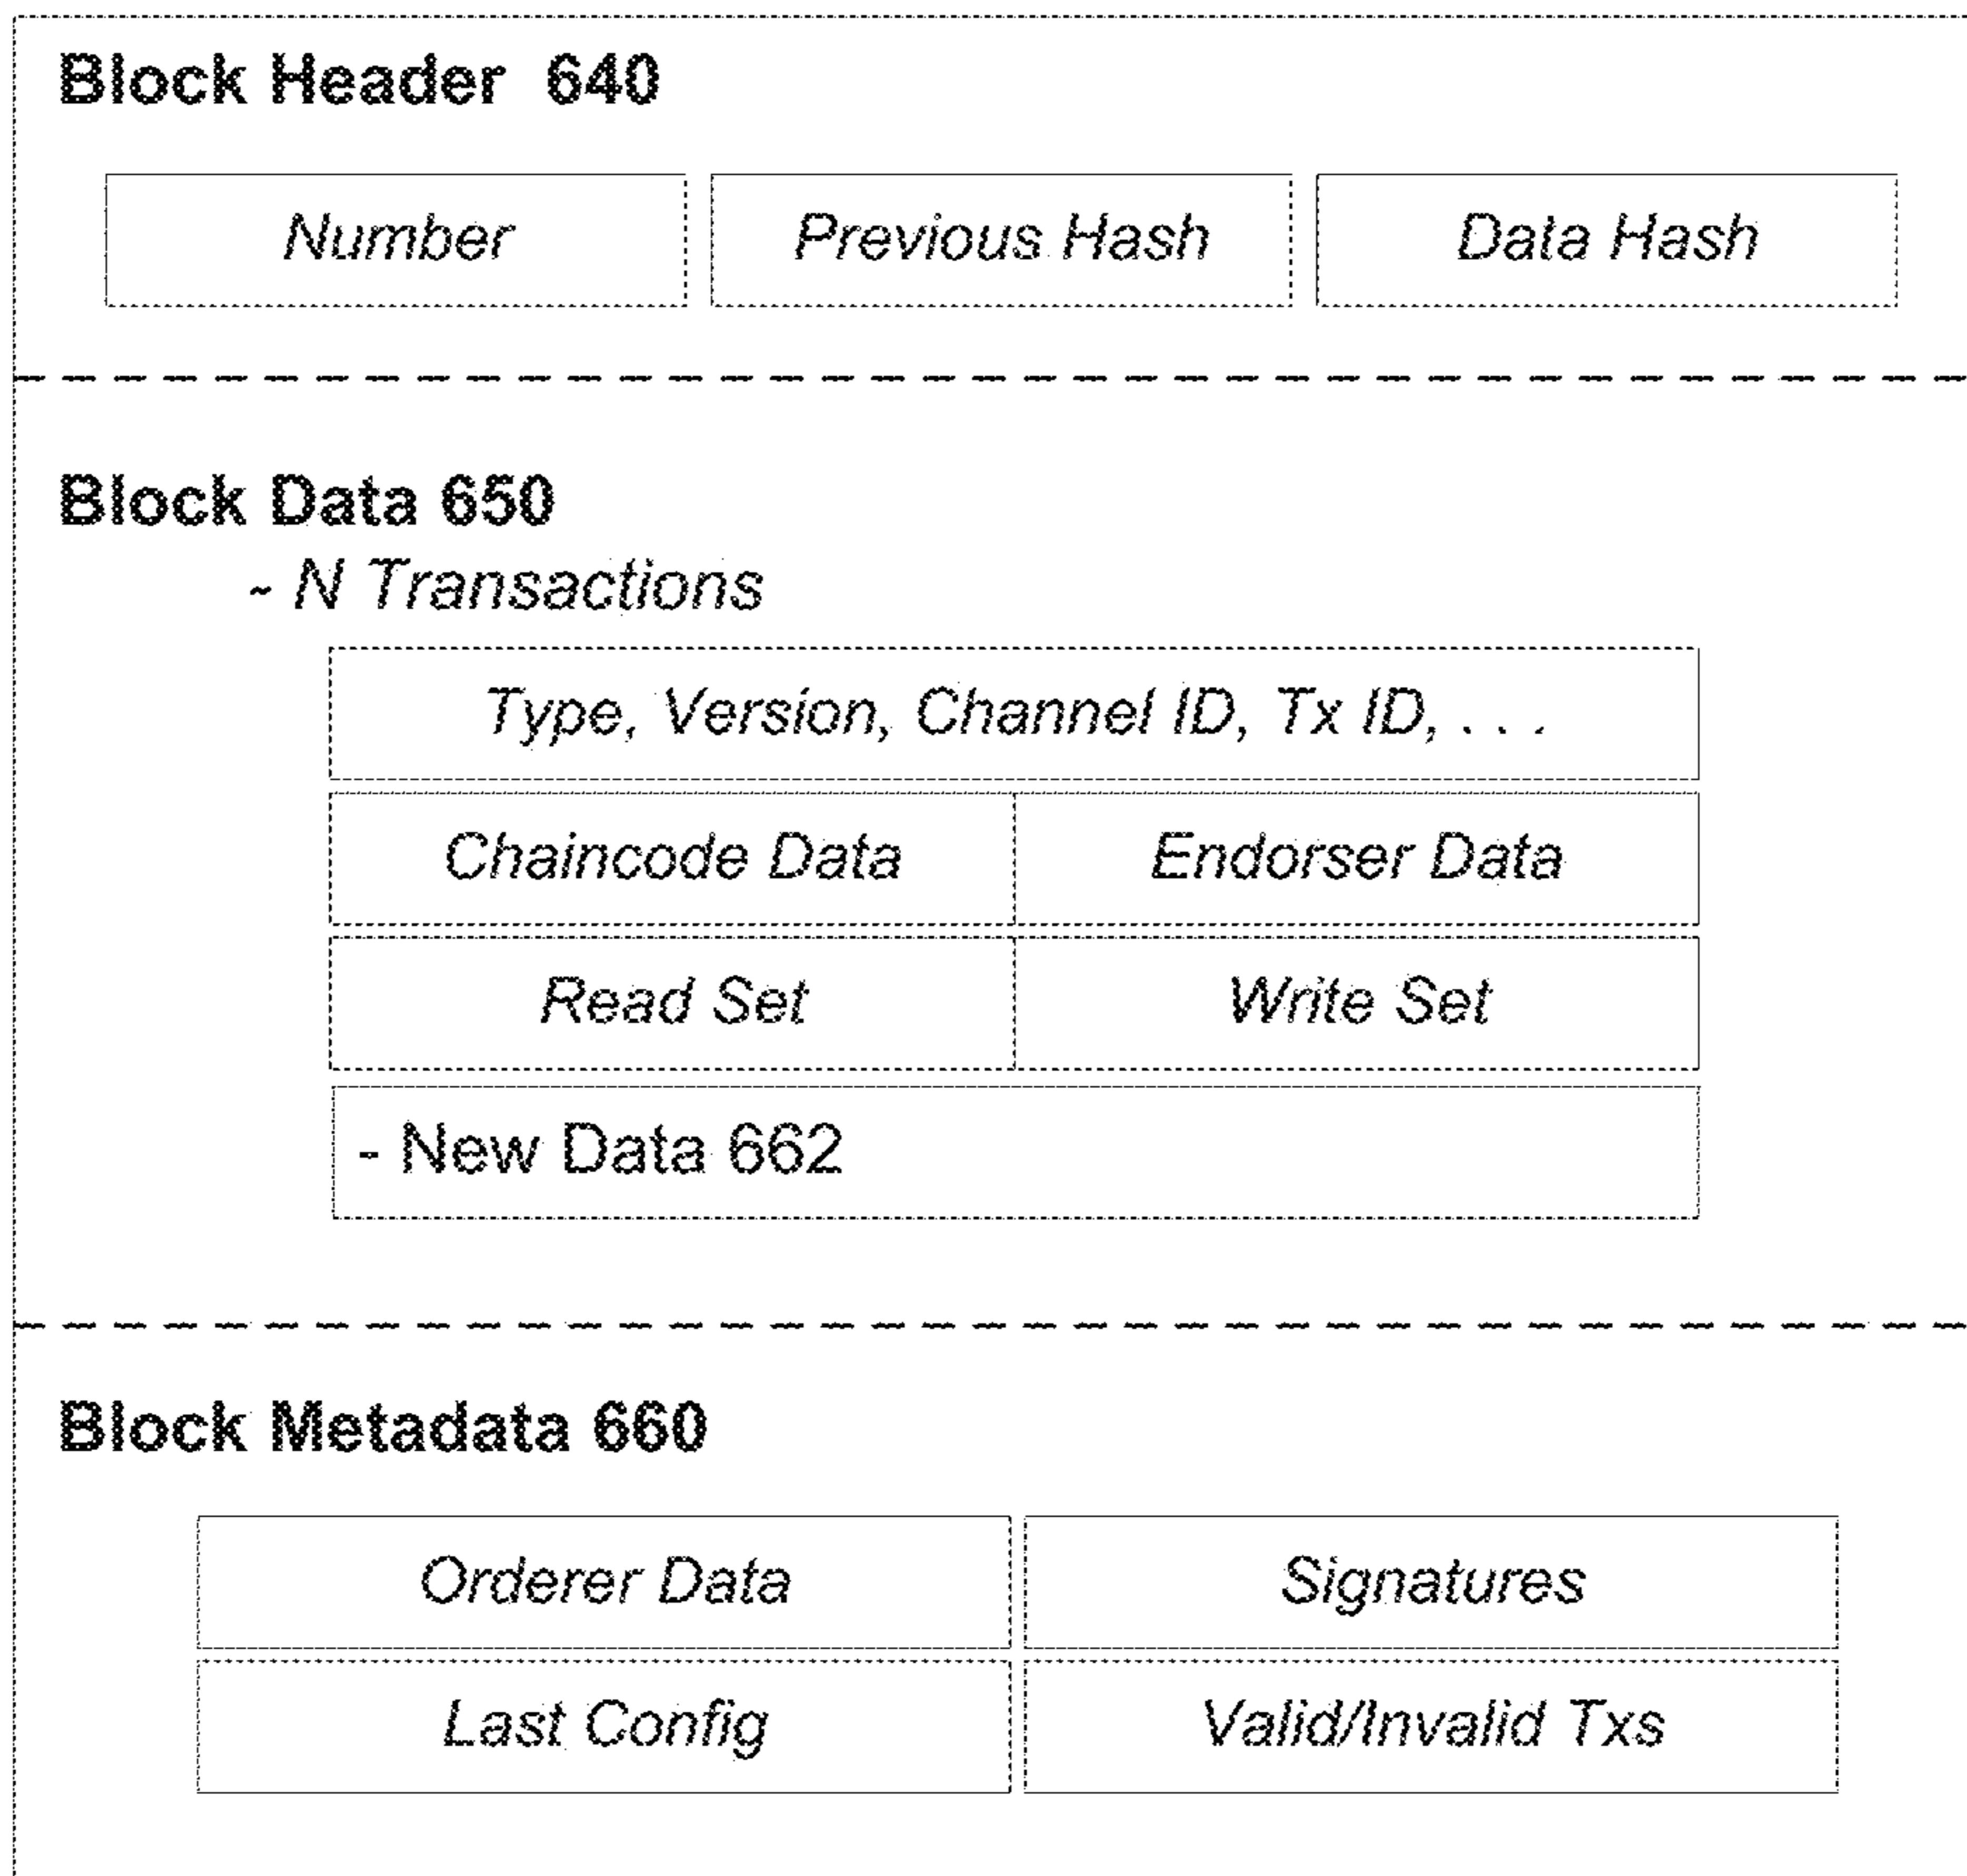 Block Header 640
Number Previous Hash Data Hash
Block Data 650
- N Transactions
Type, Version, Channel ID, Tx ID, . . .
Chaincode Data Endorser Data
Read Set Write Set
- New Data 662
Block Metadata 660
Orderer Data Signatures
Last Config Valid/Invalid Txs